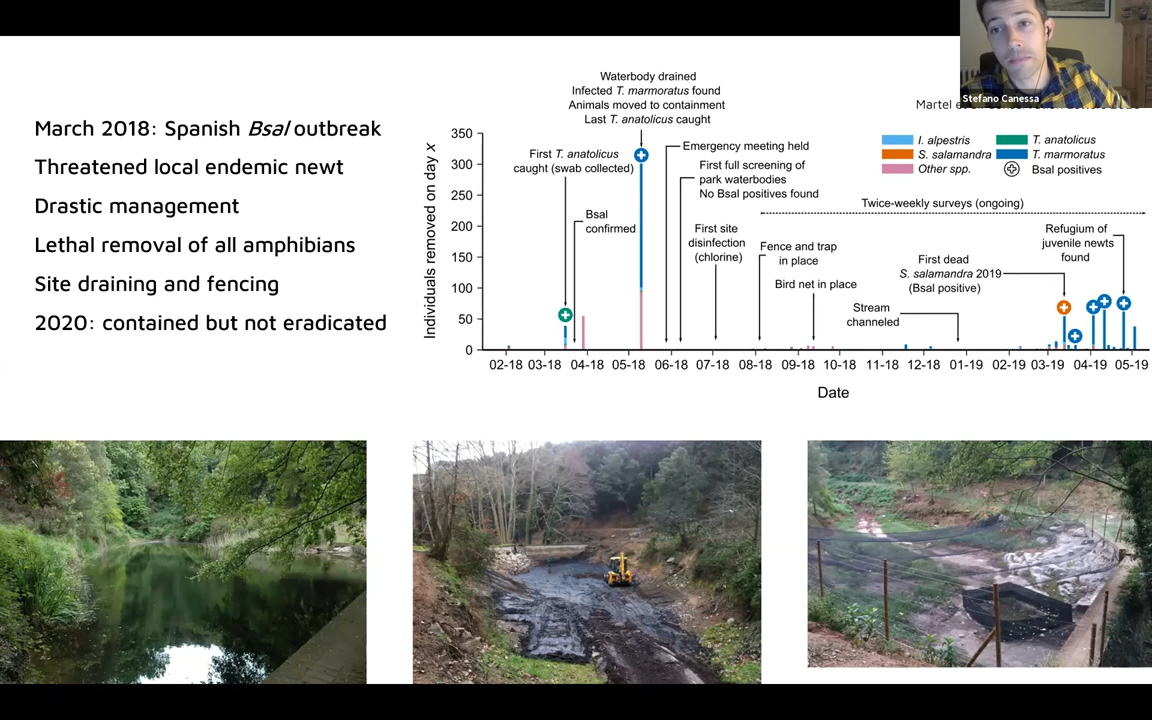 Stefano Canessa
March 2018: Spanish Bsal outbreak
Threatened local endemic newt
Drastic management
Lethal removal of all amphibians
Site draining and fencing
2020: contained but not eradicated
Martel et
Individuals removed on day x
350
300
250
200
150
100
50
0
Waterbody drained
Infected T. marmoratus found
Animals moved to containment
Last T. anatolicus caught
First T. anatolicus
caught (swab collected)
Bsal
confirmed
Emergency meeting held
First full screening of
park waterbodies
No Bsal positives found
First site
disinfection
(chlorine)
Fence and trap
in place
Bird net in place
Stream
channeled
Twice-weekly surveys (ongoing)
First dead
S. salamandra 2019
(Bsal positive)
Refugium of
juvenile newts
found
I. alpestris
S. salamandra
Other spp.
T. anatolicus
T. marmoratus
Bsal positives
02-18 03-18 04-18 05-18 06-18 07-18 08-18 09-18 10-18 11-18 12-18 01-19 02-19 03-19 04-19 05-19
Date